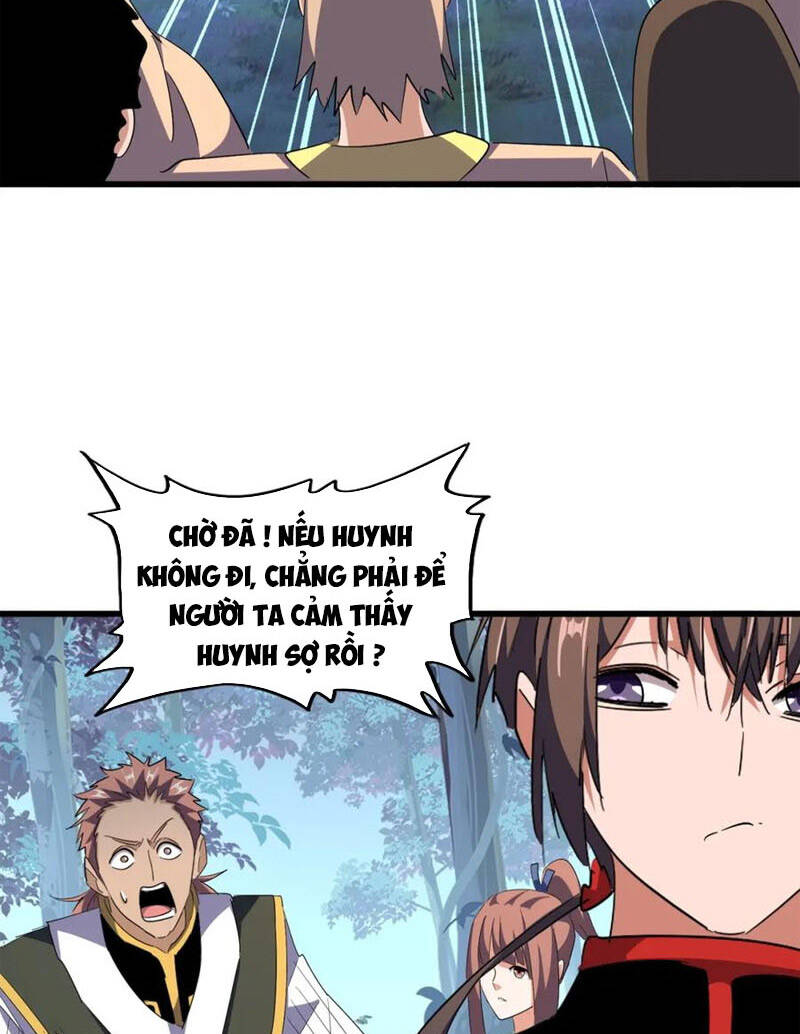 CHỜ ĐÃ ! NẾU HUYNH
KHÔNG ĐI, CHẲNG PHẢI ĐỂ
NGƯỜI TA CẢM THẤY
HUYNH SỢ RỒI ?